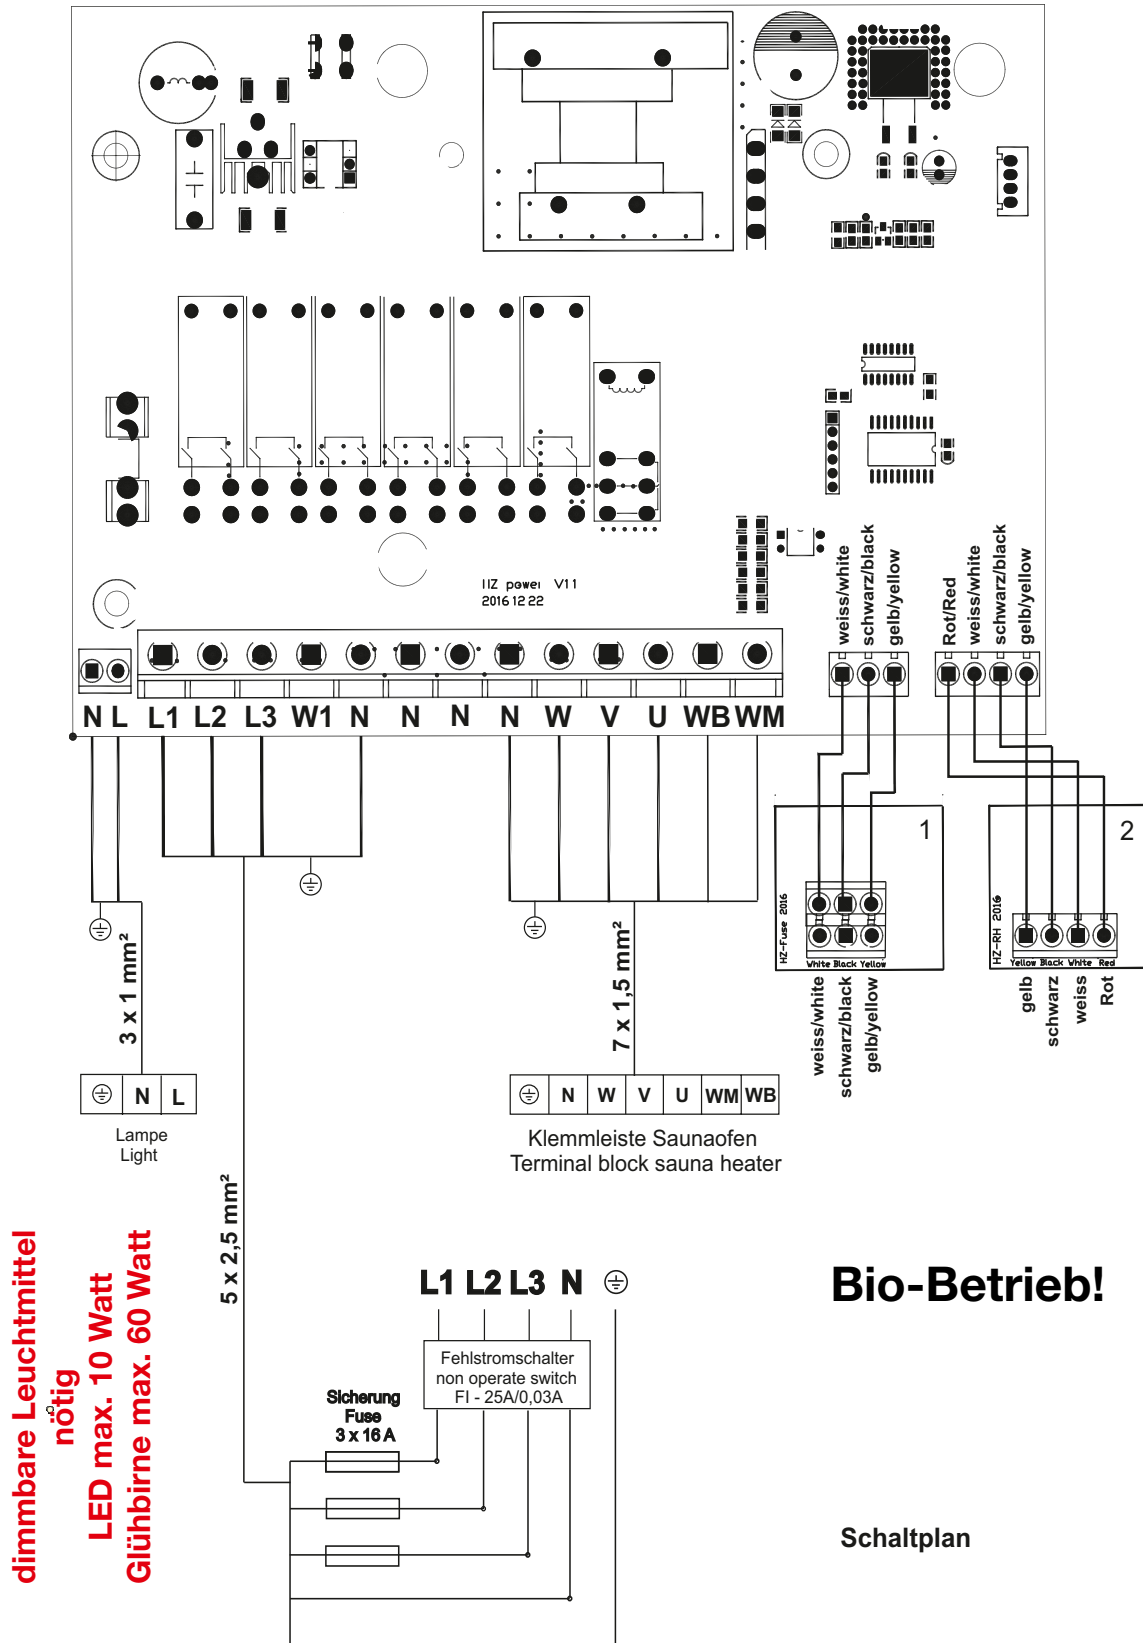 IIZ power V11
2016 12 22
weiss/white
schwarz/black
gelb/yellow
Rot/Red
weiss/white
schwarz/black
gelb/yellow
N L L1 L2 L3 W1 N N N N W V U WB WM
1
2
HZ-Fuse 2016
White Black Yellow
weiss/white
schwarz/black
gelb/yellow
HZ-RH 2016
Yellow Black White Red
gelb
schwarz
weiss
Rot
3 x 1 mm²
7 x 1,5 mm²
N L
Lampe
Light
N W V U WM WB
Klemmleiste Saunaofen
Terminal block sauna heater
5 x 2,5 mm²
L1 L2 L3 N
Fehlstromschalter
non operate switch
FI - 25A/0,03A
Sicherung
Fuse
3 x 16 A
dimmbare Leuchtmittel
nötig
LED max. 10 Watt
Glühbirne max. 60 Watt
Bio-Betrieb!
Schaltplan